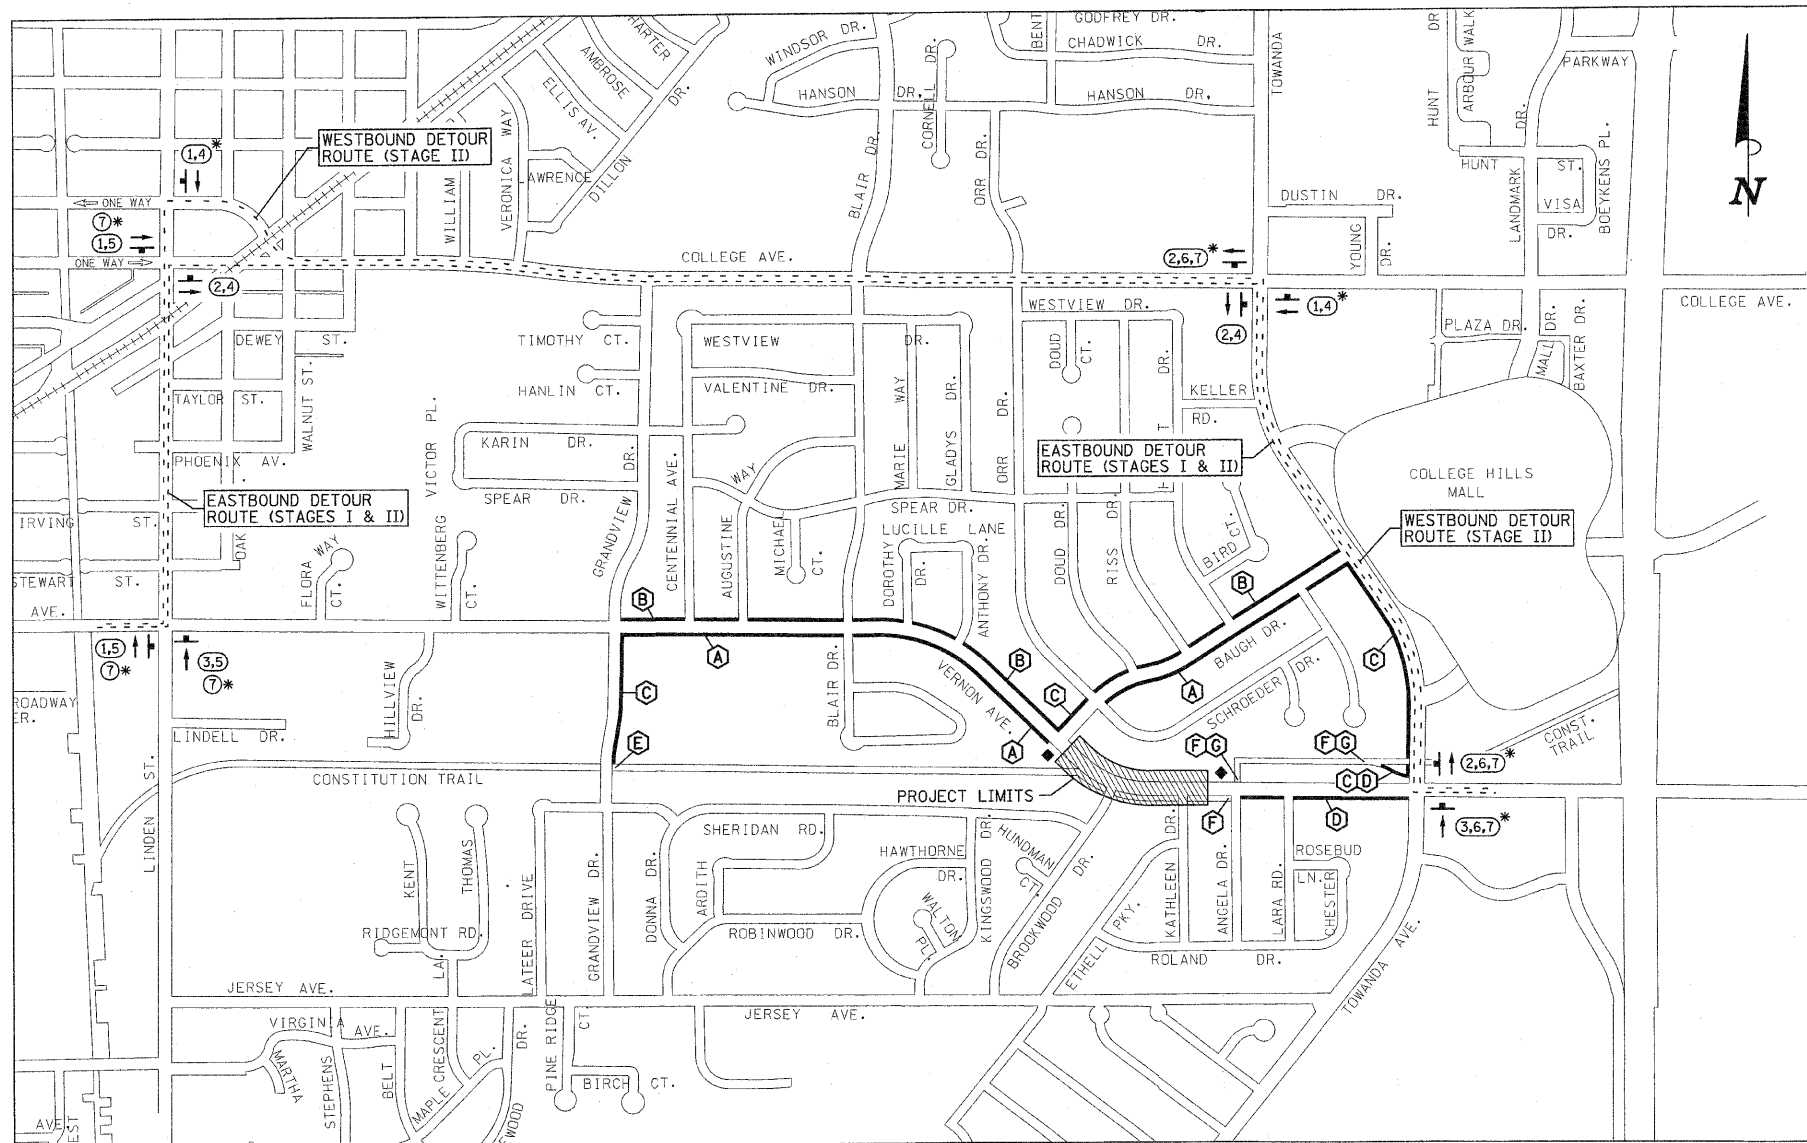 GODFREY DR.
CHADWICK DR.
BENT
HARTER
AMBROSE
ELLIS AV.
WINDSOR DR.
HANSON DR.
HANSON DR.
CORNELL DR.
TOWANDA
HUNT DR
ARBOUR WALK
PARKWAY
DR.
VERONICA WAY
WILLIAM
DILLON DR.
AWRENCE
BLAIR DR.
ORR DR.
HUNT ST.
LANDMARK DR.
BOEYKENS PL.
VISA DR.
DUSTIN DR.
YOUNG DR.
N
WESTBOUND DETOUR
ROUTE (STAGE II)
1,4*
ONE WAY
7*
1,5
ONE WAY
2,4
COLLEGE AVE.
2,6,7*
2,4
1,4*
COLLEGE AVE.
WESTVIEW DR.
PLAZA DR.
MALL DR.
BAXTER DR.
DEWEY ST.
TIMOTHY CT.
WESTVIEW DR.
DOUD CT.
HANLIN CT.
VALENTINE DR.
KELLER RD.
TAYLOR ST.
WALNUT ST.
VICTOR PL.
KARIN DR.
MARIE WAY
GLADYS DR.
ORR DR.
PHOENIX AV.
EASTBOUND DETOUR
ROUTE (STAGES I & II)
COLLEGE HILLS
MALL
SPEAR DR.
GRANDVIEW DR.
CENTENNIAL AVE.
WAY
AUGUSTINE
MICHAEL CT.
SPEAR DR.
LUCILLE LANE
EASTBOUND DETOUR
ROUTE (STAGES I & II)
WESTBOUND DETOUR
ROUTE (STAGE II)
IRVING ST.
OAK
STEWART ST.
AVE.
FLORA WAY CT.
WITTENBERG CT.
DOROTHY DR.
ANTHONY DR.
DOUD DR.
RISS DR.
BIRD CT.
B
B
A
B
C
A
BAUGH DR.
C
C
1,5
7*
3,5
7*
HILLVIEW DR.
BLAIR DR.
VERNON AVE.
SCHROEDER DR.
ROADWAY
ER.
LINDELL DR.
LINDEN ST.
E
A
F G
F G
C D
CONST. TRAIL
2,6,7*
CONSTITUTION TRAIL
PROJECT LIMITS
F
D
3,6,7*
SHERIDAN RD.
HAWTHORNE DR.
HUNDMAN CT.
KINGSWOOD DR.
BROCKWOOD DR.
KATHLEEN DR.
ANGELA DR.
LARA RD.
ROSEBUD LN.
CHESTER
KENT
THOMAS
LATEER DRIVE
GRANDVIEW DR.
DONNA DR.
ARDITH
WALTON PL.
ETHELL PKY.
RIDGEMONT RD.
LA.
ROBINWOOD DR.
ROLAND DR.
TOWANDA AVE.
JERSEY AVE.
JERSEY AVE.
VIRGINIA AVE.
MARTHA
STEPHENS
BELT
CRESCENT
MAPLE PL.
DR.
PINE RIDGE CT.
BIRCH CT.
EWOOD
AVE
EST